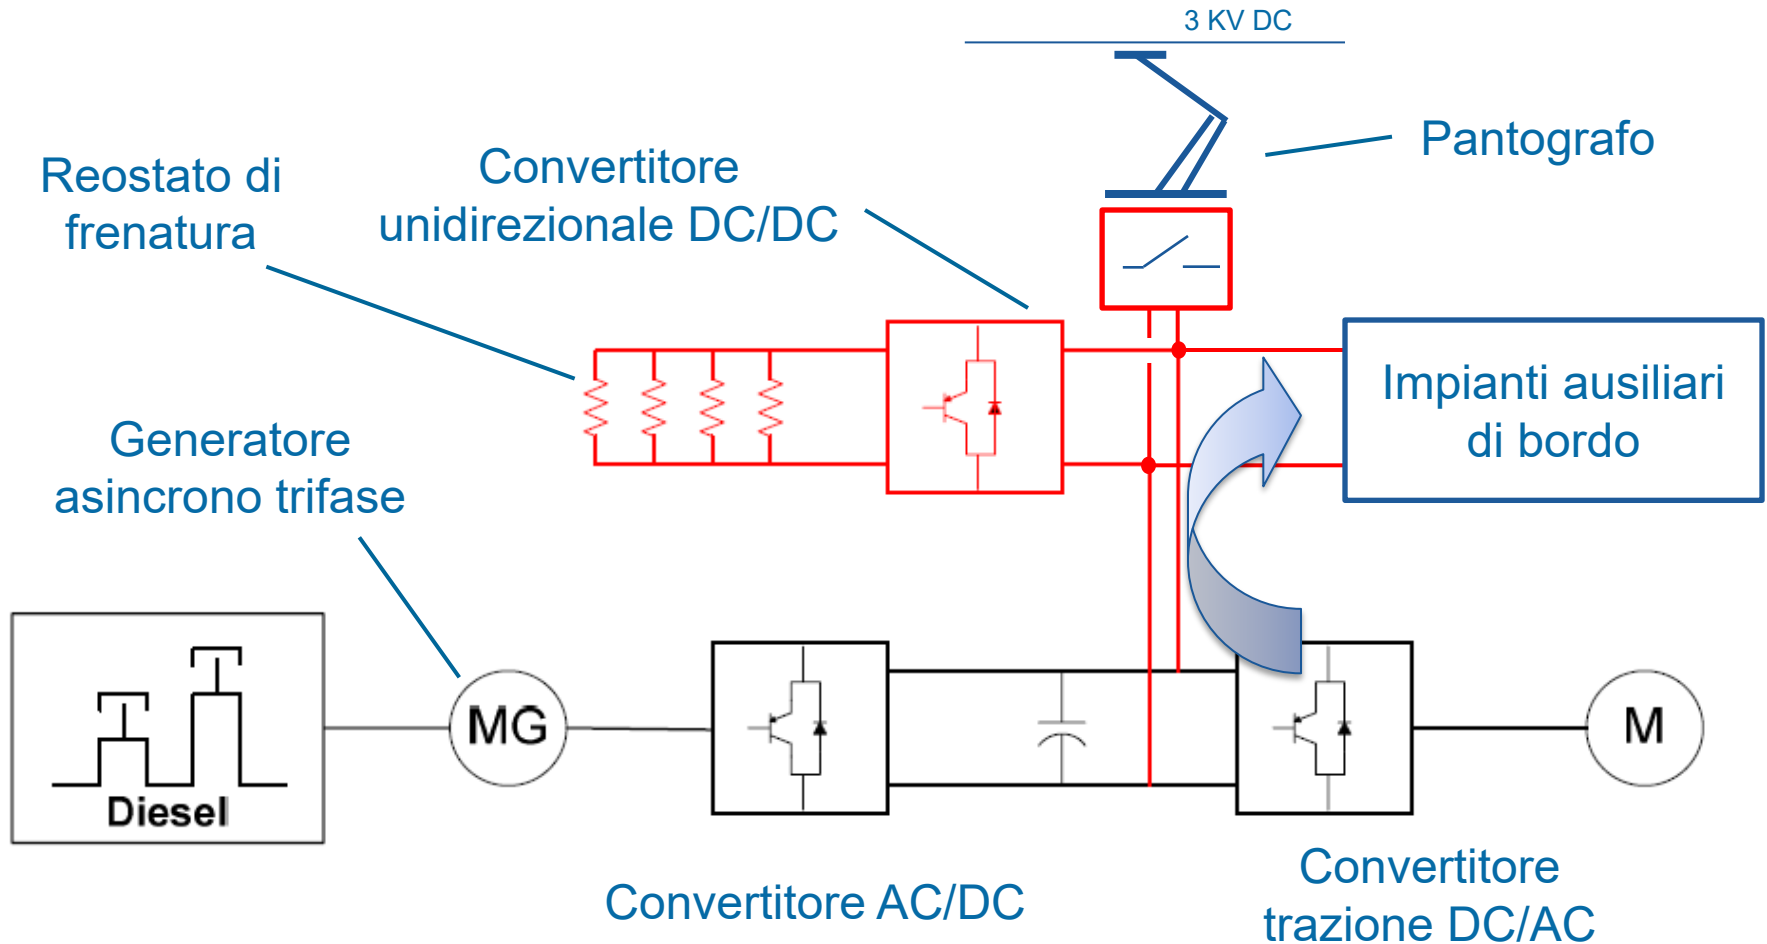 3 KV DC
Pantografo
Reostato di
frenatura
Convertitore
unidirezionale DC/DC
Impianti ausiliari
di bordo
Generatore
asincrono trifase
MG
M
Diesel
Convertitore AC/DC
Convertitore
trazione DC/AC